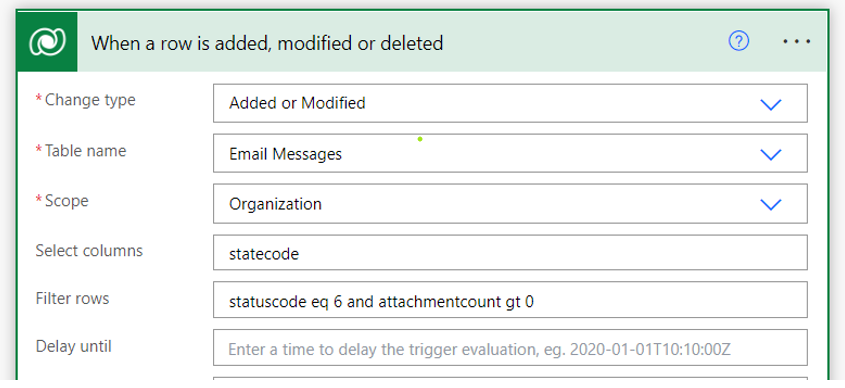 When a row is added, modified or deleted
* Change type Added or Modified
* Table name Email Messages
* Scope Organization
Select columns statecode
Filter rows statuscode eq 6 and attachmentcount gt 0
Delay until Enter a time to delay the trigger evaluation, eg. 2020-01-01T10:10:00Z